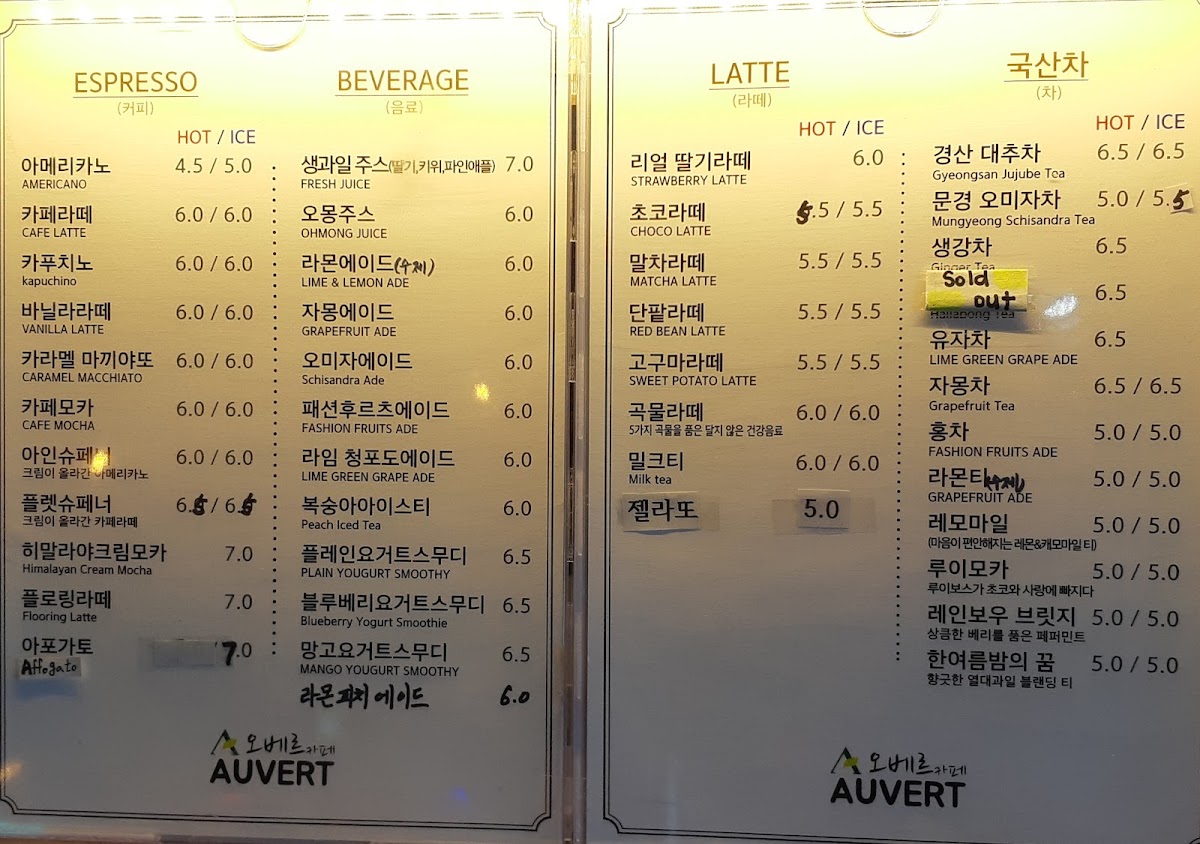 ESPRESSO
(커피)
HOT / ICE
아메리카노 4.5 / 5.0
AMERICANO
카페라떼 6.0 / 6.0
CAFE LATTE
카푸치노 6.0 / 6.0
kapuchino
바닐라라떼 6.0 / 6.0
VANILLA LATTE
카라멜 마끼야또 6.0 / 6.0
CARAMEL MACCHIATO
카페모카 6.0 / 6.0
CAFE MOCHA
아인슈페너 6.0 / 6.0
크림이 올라간 아메리카노
플렛슈페너 6.5 / 6.5
크림이 올라간 카페라떼
히말라야크림모카 7.0
Himalayan Cream Mocha
플로링라떼 7.0
Flooring Latte
아포가토 7.0
Affogato
BEVERAGE
(음료)
생과일 주스(딸기,키위,파인애플) 7.0
FRESH JUICE
오몽주스 6.0
OHMONG JUICE
라몬에이드(수제) 6.0
LIME & LEMON ADE
자몽에이드 6.0
GRAPEFRUIT ADE
오미자에이드 6.0
Schisandra Ade
패션후르츠에이드 6.0
FASHION FRUITS ADE
라임 청포도에이드 6.0
LIME GREEN GRAPE ADE
복숭아아이스티 6.0
Peach Iced Tea
플레인요거트스무디 6.5
PLAIN YOUGURT SMOOTHY
블루베리요거트스무디 6.5
Blueberry Yogurt Smoothie
망고요거트스무디 6.5
MANGO YOUGURT SMOOTHY
라몬피치에이드 6.0
오베르카페
AUVERT
LATTE
(라떼)
HOT / ICE
리얼 딸기라떼 6.0
STRAWBERRY LATTE
초코라떼 5.5 / 5.5
CHOCO LATTE
말차라떼 5.5 / 5.5
MATCHA LATTE
단팥라떼 5.5 / 5.5
RED BEAN LATTE
고구마라떼 5.5 / 5.5
SWEET POTATO LATTE
곡물라떼 6.0 / 6.0
5가지 곡물을 품은 달지 않은 건강음료
밀크티 6.0 / 6.0
Milk tea
젤라또 5.0
국산차
(차)
HOT / ICE
경산 대추차 6.5 / 6.5
Gyeongsan Jujube Tea
문경 오미자차 5.0 / 5.5
Mungyeong Schisandra Tea
생강차 6.5
Ginger Tea
Sold
out 6.5
Hallabong Tea
유자차 6.5
LIME GREEN GRAPE ADE
자몽차 6.5 / 6.5
Grapefruit Tea
홍차 5.0 / 5.0
FASHION FRUITS ADE
라몬티(수제) 5.0 / 5.0
GRAPEFRUIT ADE
레모마일 5.0 / 5.0
(마음이 편안해지는 레몬&캐모마일 티)
루이모카 5.0 / 5.0
루이보스가 초코와 사랑에 빠지다
레인보우 브릿지 5.0 / 5.0
상큼한 베리를 품은 페퍼민트
한여름밤의 꿈 5.0 / 5.0
향긋한 열대과일 블랜딩 티
오베르카페
AUVERT